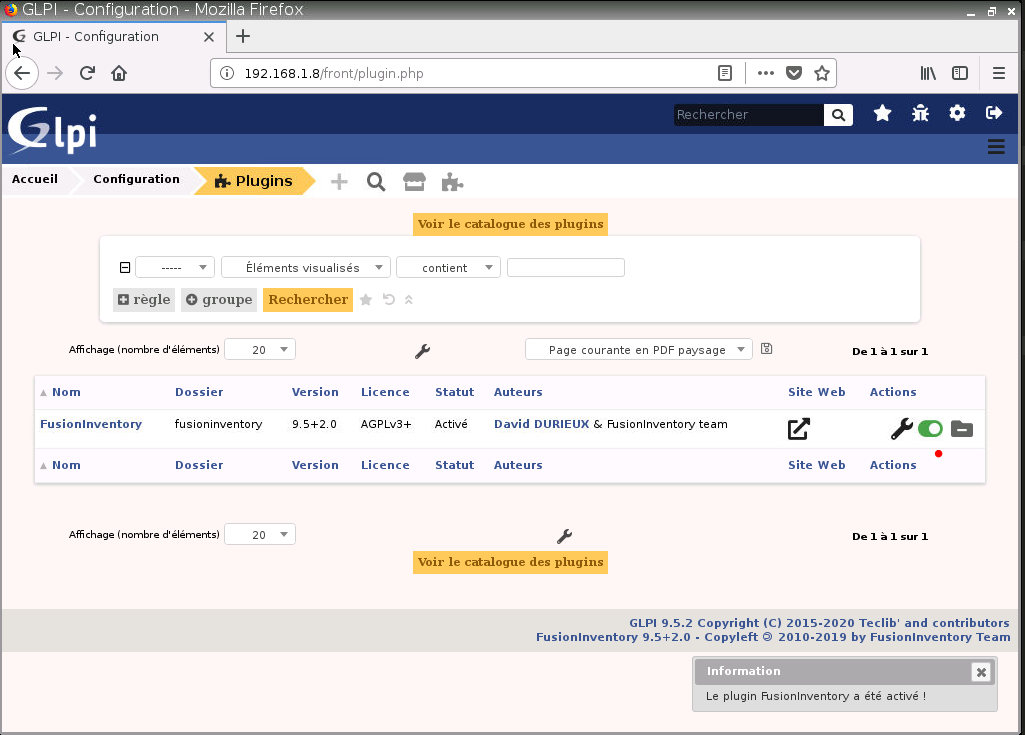 GLPI - Configuration - Mozilla Firefox
GLPI - Configuration
192.168.1.8/front/plugin.php
Glpi
Rechercher
Accueil
Configuration
Plugins
Voir le catalogue des plugins
-----
Éléments visualisés
contient
règle
groupe
Rechercher
Affichage (nombre d'éléments)
20
Page courante en PDF paysage
De 1 à 1 sur 1
Nom Dossier Version Licence Statut Auteurs Site Web Actions
FusionInventory fusioninventory 9.5+2.0 AGPLv3+ Activé David DURIEUX & FusionInventory team
Nom Dossier Version Licence Statut Auteurs Site Web Actions
Affichage (nombre d'éléments)
20
De 1 à 1 sur 1
Voir le catalogue des plugins
GLPI 9.5.2 Copyright (C) 2015-2020 Teclib' and contributors
FusionInventory 9.5+2.0 - Copyleft 🄯 2010-2019 by FusionInventory Team
Information
Le plugin FusionInventory a été activé !